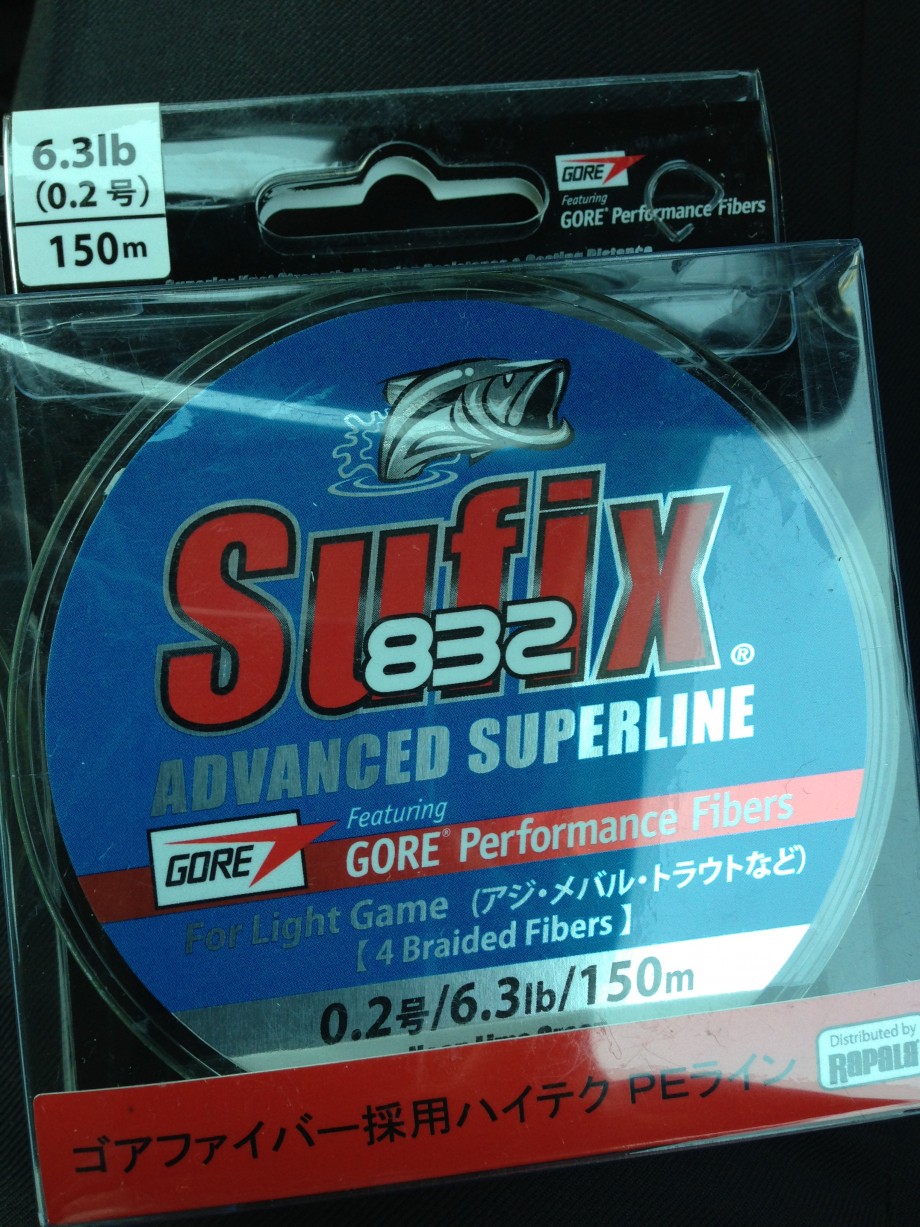 6.3lb
(0.2 号)
150m
GORE
Featuring
GORE® Performance Fibers
Sufix®
832
ADVANCED SUPERLINE
GORE
Featuring
GORE® Performance Fibers
For Light Game (アジ・メバル・トラウトなど)
【 4 Braided Fibers 】
0.2号/6.3lb/150m
Distributed by
RAPALA
ゴアファイバー採用ハイテク PEライン